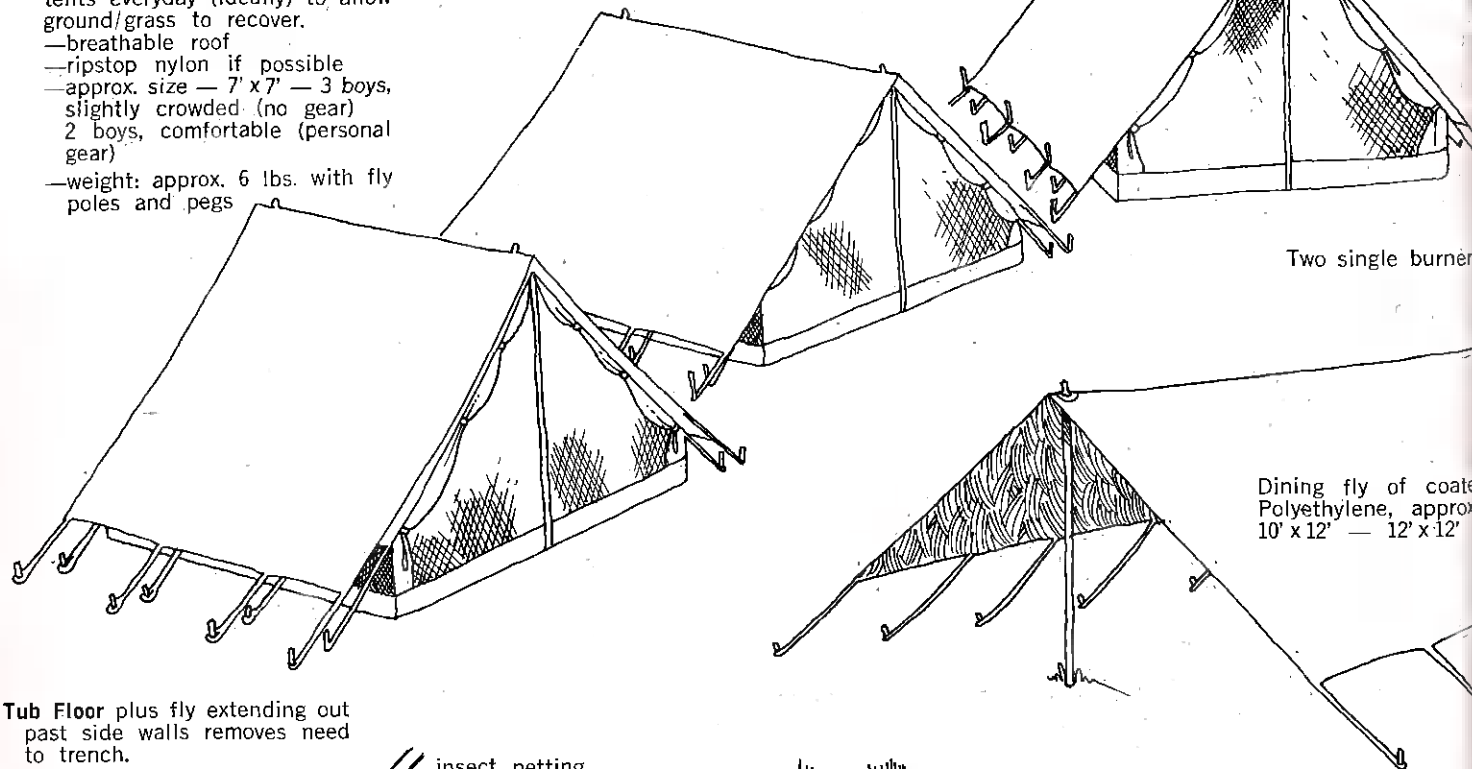 tents everyday (ideally) to allow
ground/grass to recover.
—breathable roof
—ripstop nylon if possible
—approx. size — 7' x 7' — 3 boys,
slightly crowded (no gear)
2 boys, comfortable (personal
gear)
—weight: approx. 6 lbs. with fly
poles and pegs
Two single burner
Dining fly of coate
Polyethylene, approx
10' x 12' — 12' x 12'
Tub Floor plus fly extending out
past side walls removes need
to trench.
insect netting